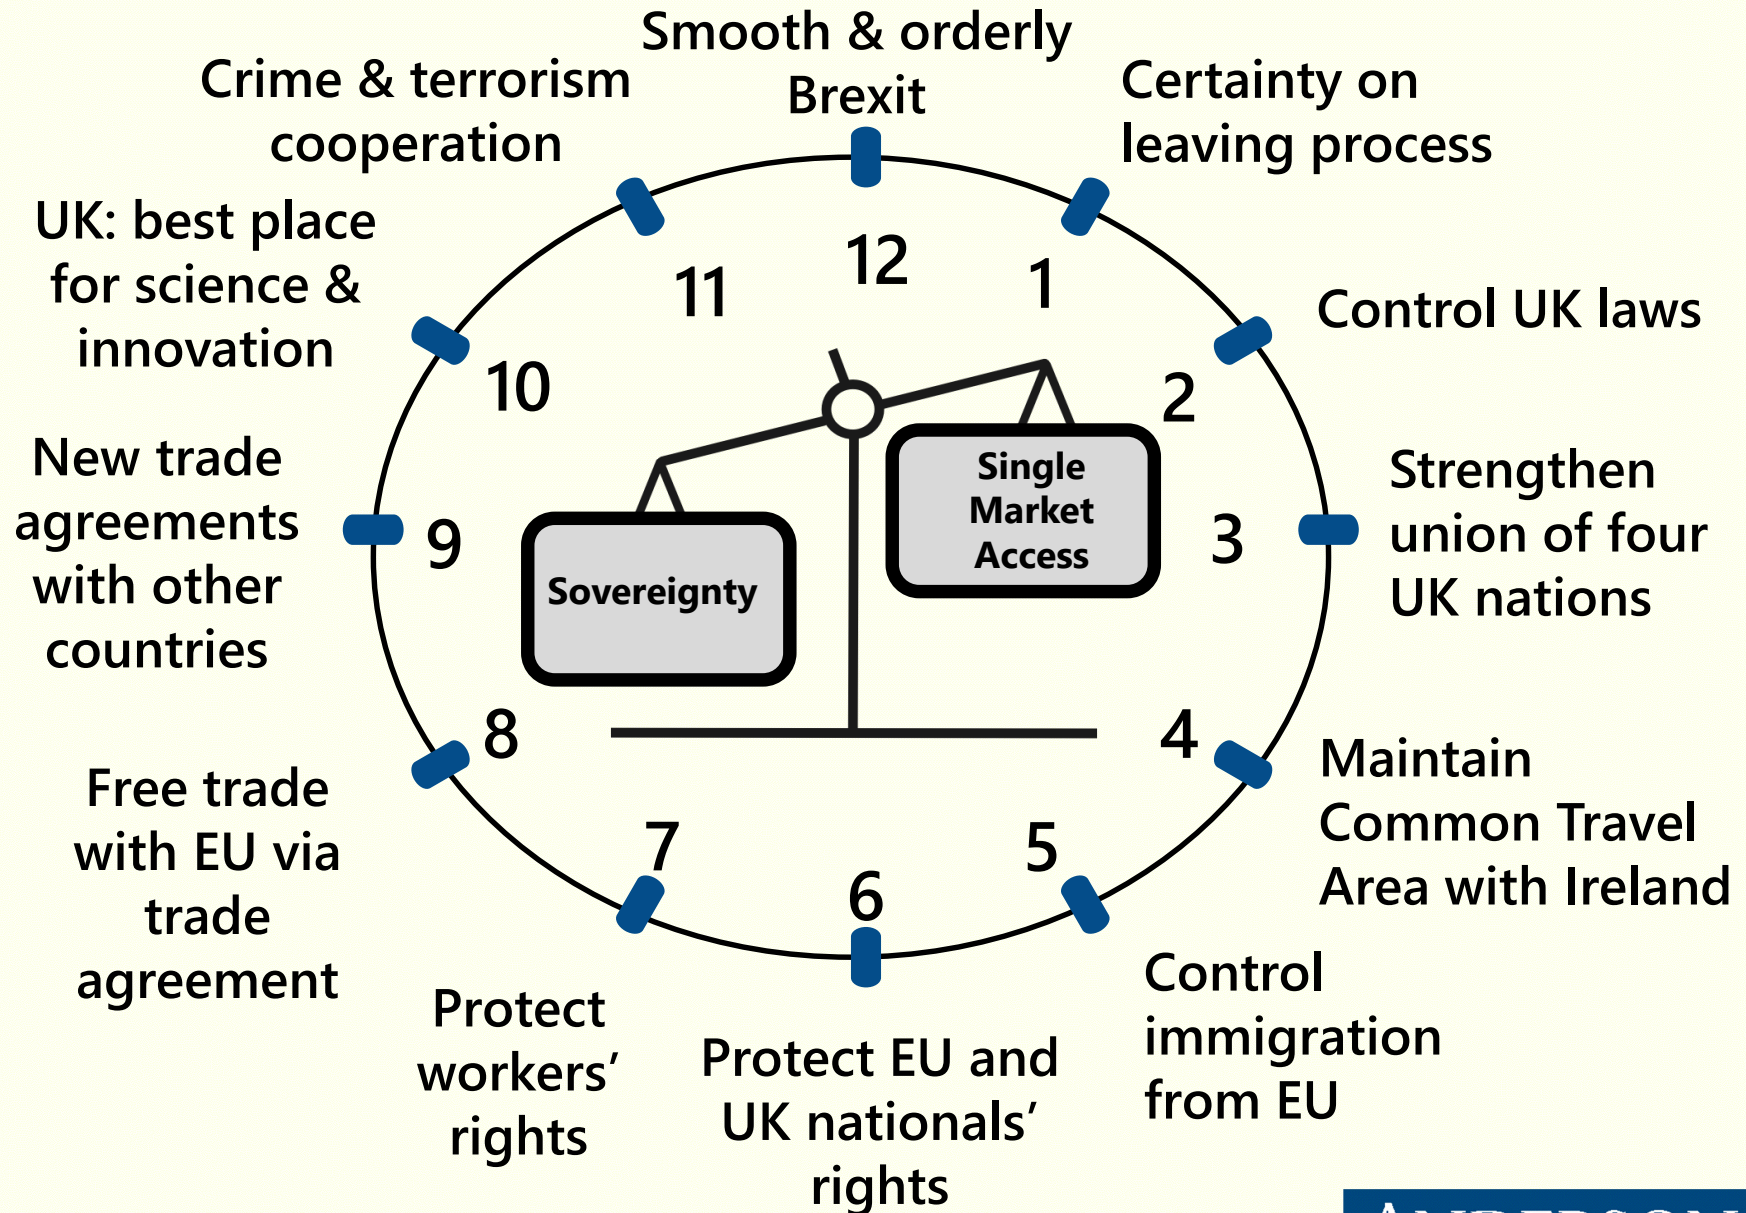 Smooth & orderly
Brexit
Certainty on
leaving process
Control UK laws
Strengthen
union of four
UK nations
Maintain
Common Travel
Area with Ireland
Control
immigration
from EU
Protect EU and
UK nationals’
rights
Protect
workers’
rights
Free trade
with EU via
trade
agreement
New trade
agreements
with other
countries
UK: best place
for science &
innovation
Crime & terrorism
cooperation
12
1
2
3
4
5
6
7
8
9
10
11
Sovereignty
Single
Market
Access
ANDERSON